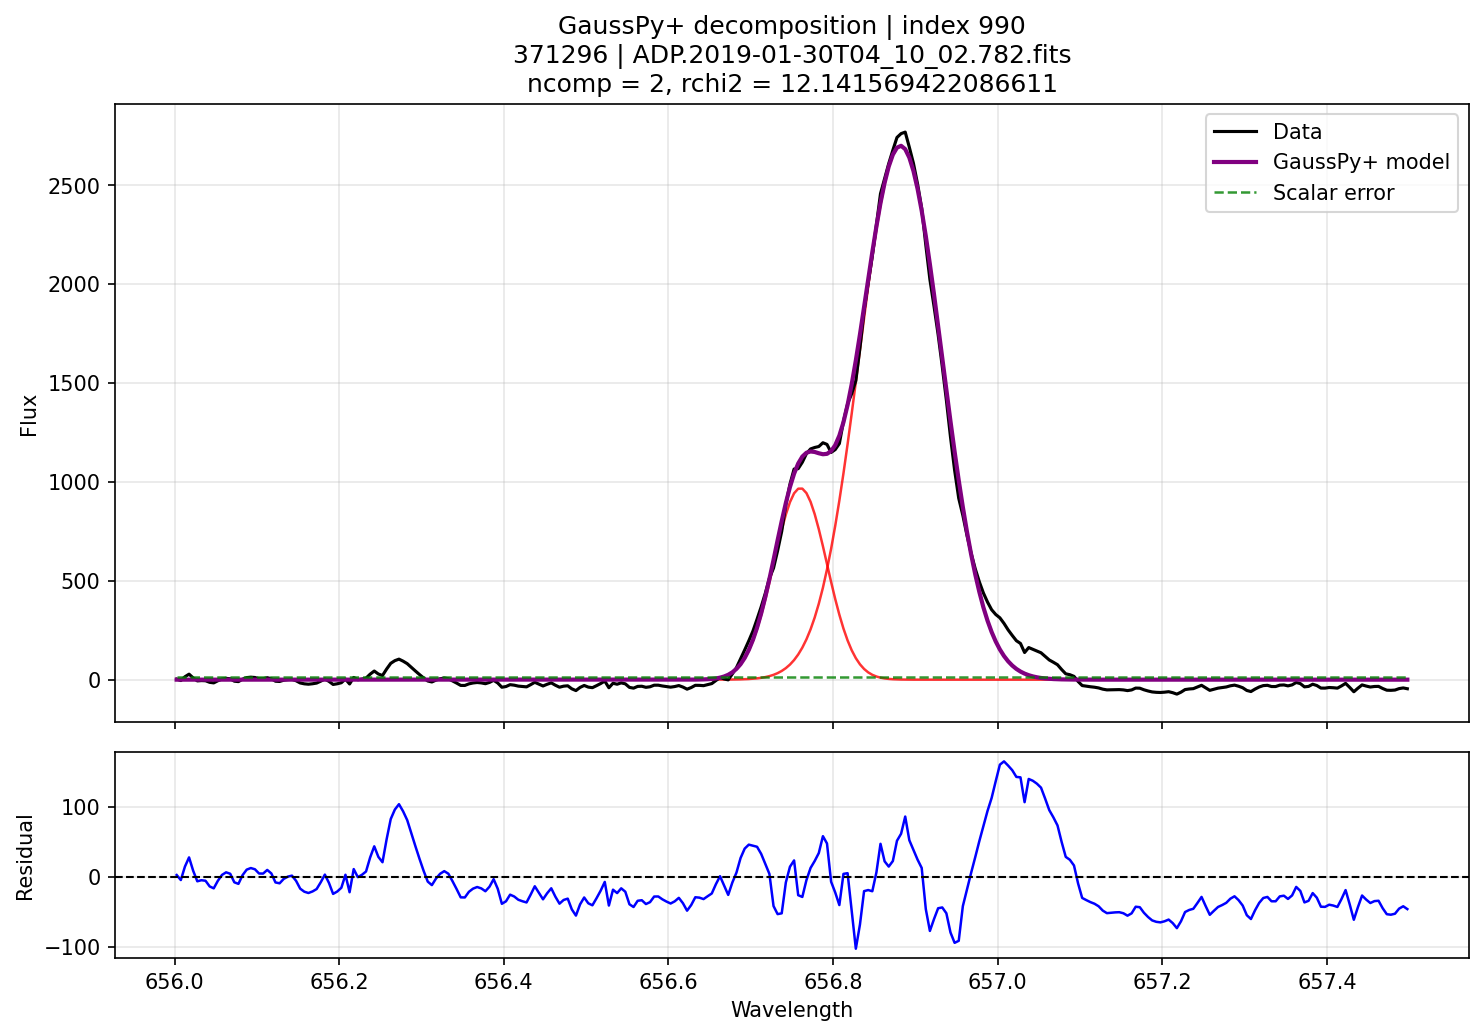 GaussPy+ decomposition | index 990
371296 | ADP.2019-01-30T04_10_02.782.fits
ncomp = 2, rchi2 = 12.141569422086611
Data
GaussPy+ model
Scalar error
Flux
2500
2000
1500
1000
500
0
Residual
100
0
−100
656.0 656.2 656.4 656.6 656.8 657.0 657.2 657.4
Wavelength